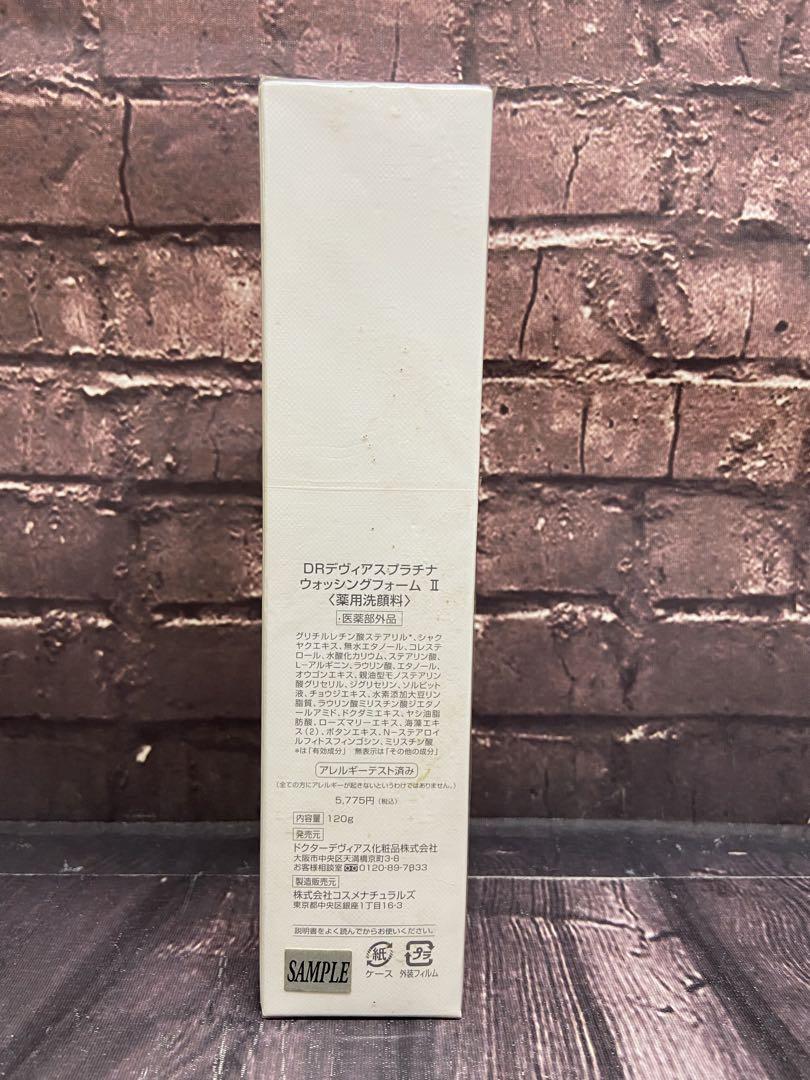 DRデヴィアスプラチナ
ウォッシングフォーム Ⅱ
〈薬用洗顔料〉
・医薬部外品
グリチルレチン酸ステアリル*、シャク
ヤクエキス、無水エタノール、コレステ
ロール、水酸化カリウム、ステアリン酸、
L-アルギニン、ラウリン酸、エタノール、
オウゴンエキス、親油型モノステアリン
酸グリセリル、ジグリセリン、ソルビット
液、チョウジエキス、水素添加大豆リン
脂質、ラウリン酸ミリスチン酸ジエタノ
ールアミド、ドクダミエキス、ヤシ油脂
肪酸、ローズマリーエキス、海藻エキ
ス(2)、ボタンエキス、N-ステアロイ
ルフィトスフィンゴシン、ミリスチン酸
*は「有効成分」 無表示は「その他の成分」
アレルギーテスト済み
(全ての方にアレルギーが起きないというわけではありません。)
5,775円(税込)
内容量 120g
発売元
ドクターデヴィアス化粧品株式会社
大阪市中央区天満橋京町3-8
お客様相談室 0120-89-7833
製造販売元
株式会社コスメナチュラルズ
東京都中央区銀座1-16-3
説明書をよく読んでからお使いください。
SAMPLE
紙
ケース
プラ
外装フィルム